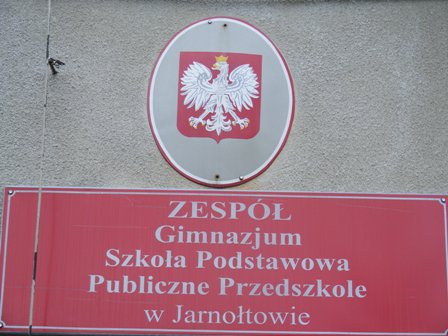 ZESPÓŁ
Gimnazjum
Szkoła Podstawowa
Publiczne Przedszkole
w Jarnołtowie